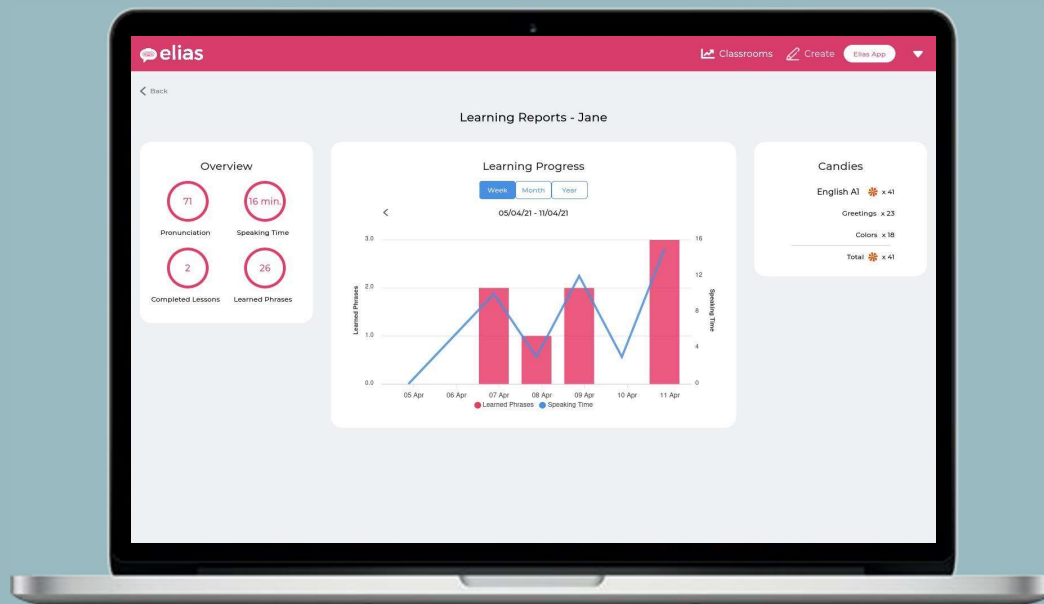 elias
Classrooms Create Elias App
Back
Learning Reports - Jane
Overview
71 16 min.
Pronunciation Speaking Time
2 26
Completed Lessons Learned Phrases
Learning Progress
Week Month Year
05/04/21 - 11/04/21
3.0 16
12
2.0
8
1.0
4
0.0 0
Learned Phrases
Speaking Time
05 Apr 06 Apr 07 Apr 08 Apr 09 Apr 10 Apr 11 Apr
Learned Phrases Speaking Time
Candies
English A1 x 41
Greetings x 23
Colors x 18
Total x 41